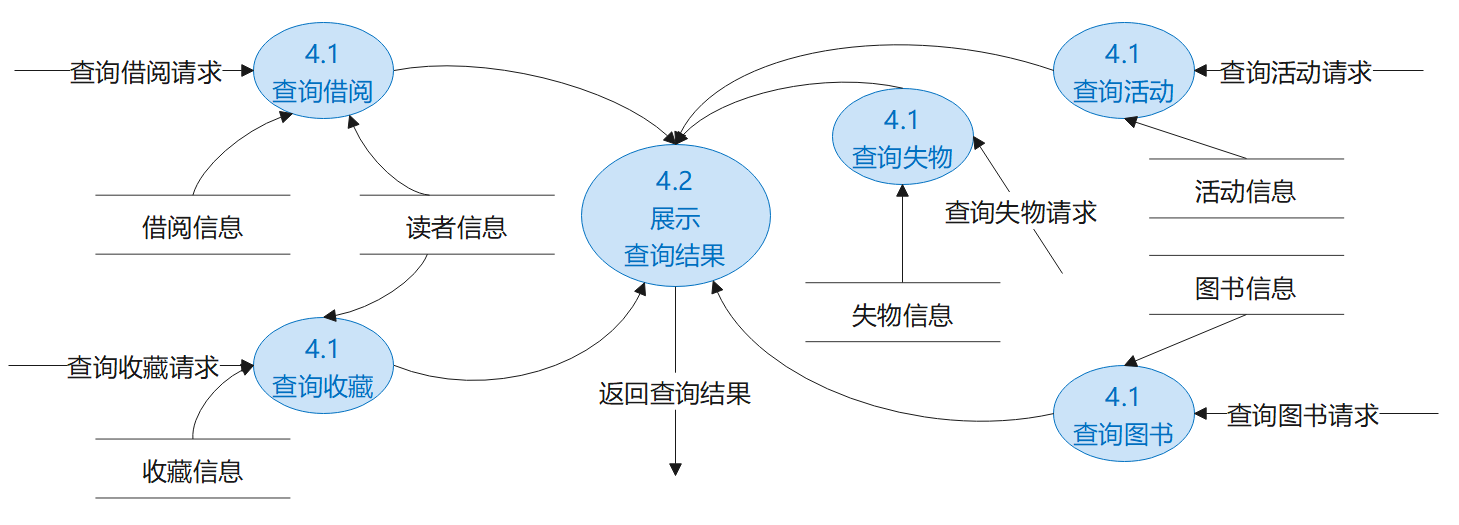 4.1
查询借阅
查询借阅请求
借阅信息
读者信息
4.1
查询收藏
查询收藏请求
收藏信息
4.2
展示
查询结果
返回查询结果
4.1
查询失物
查询失物请求
失物信息
4.1
查询活动
查询活动请求
活动信息
图书信息
4.1
查询图书
查询图书请求